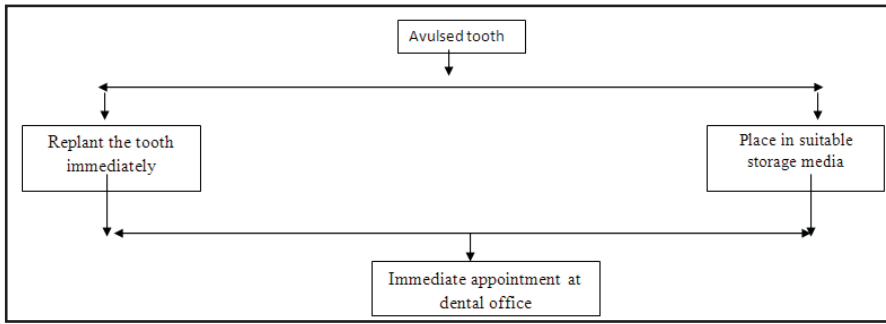 Avulsed tooth
Replant the tooth
immediately
Place in suitable
storage media
Immediate appointment at
dental office